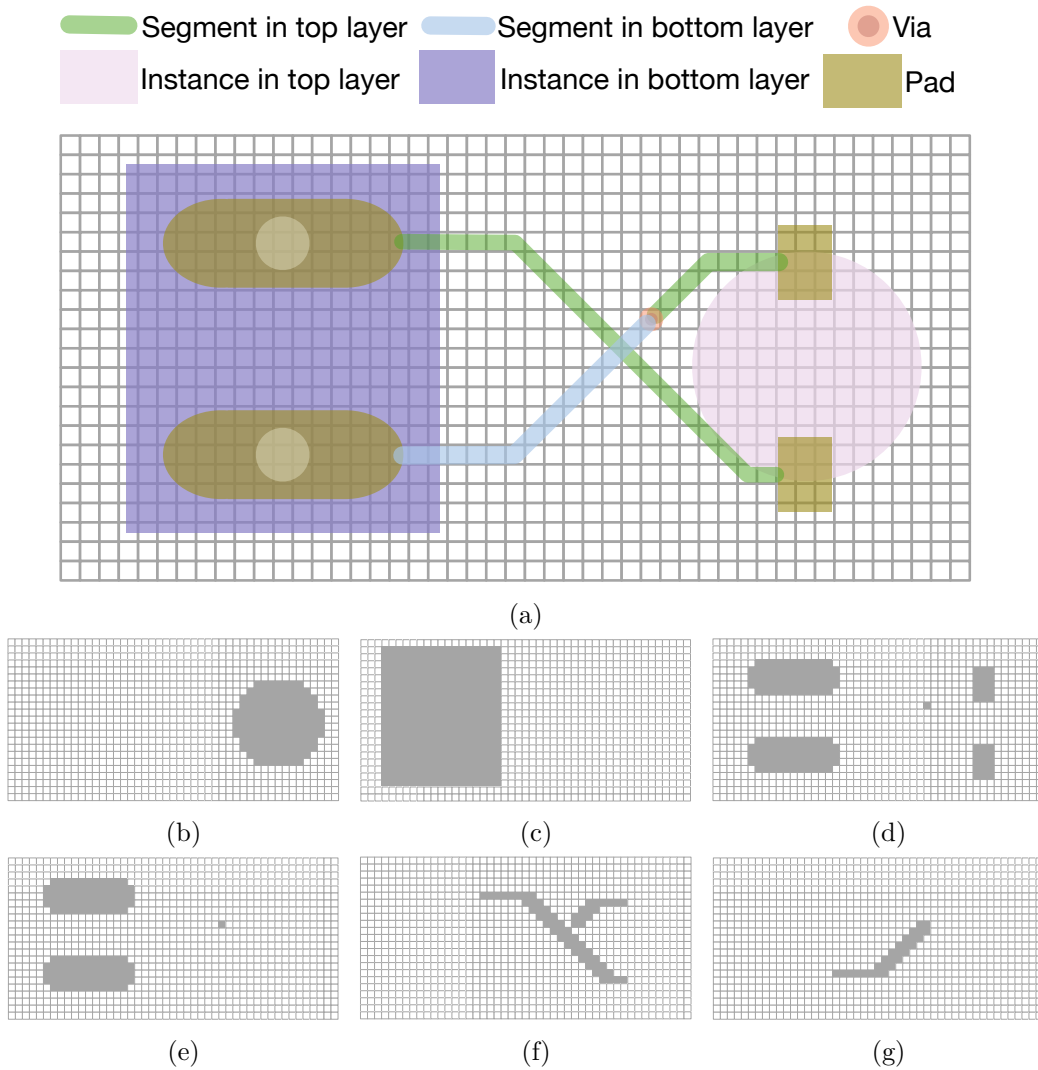 Segment in top layer Segment in bottom layer Via
Instance in top layer Instance in bottom layer Pad
(a)
(b) (c) (d)
(e) (f) (g)